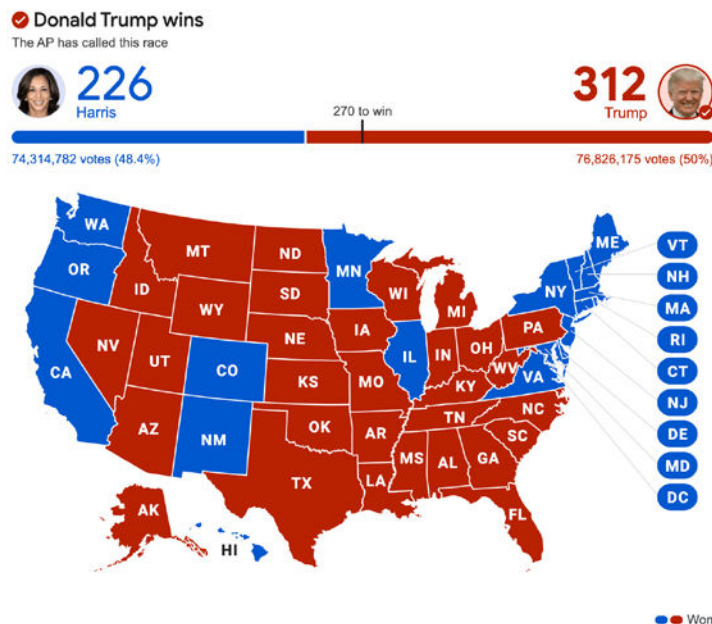 Donald Trump wins
The AP has called this race
226
312
Harris
270 to win
Trump
74,314,782 votes (48.4%)
76,826,175 votes (50%)
WA
ME
VT
MT
ND
OR
MN
NH
ID
SD
WI
NY
MA
WY
MI
RI
IA
PA
NE
CT
NV
IL
IN
OH
UT
NJ
CA
CO
WV
VA
KS
MO
KY
DE
NC
TN
MD
AZ
OK
NM
AR
SC
DC
MS
AL
GA
TX
LA
AK
FL
HI
Won